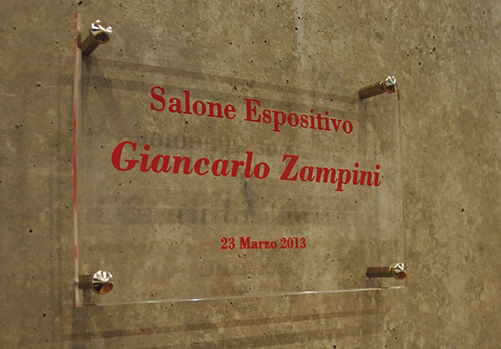 Salone Espositivo
Giancarlo Zampini
23 Marzo 2013